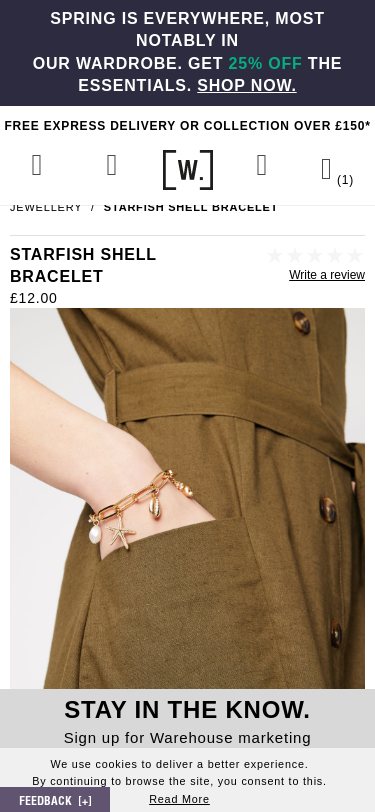 SPRING IS EVERYWHERE, MOST
NOTABLY IN
OUR WARDROBE. GET 25% OFF THE
ESSENTIALS. SHOP NOW.
FREE EXPRESS DELIVERY OR COLLECTION OVER £150*
[W.]
(1)
JEWELLERY / STARFISH SHELL BRACELET
STARFISH SHELL
BRACELET
Write a review
£12.00
STAY IN THE KNOW.
Sign up for Warehouse marketing
We use cookies to deliver a better experience.
By continuing to browse the site, you consent to this.
Read More
FEEDBACK [+]